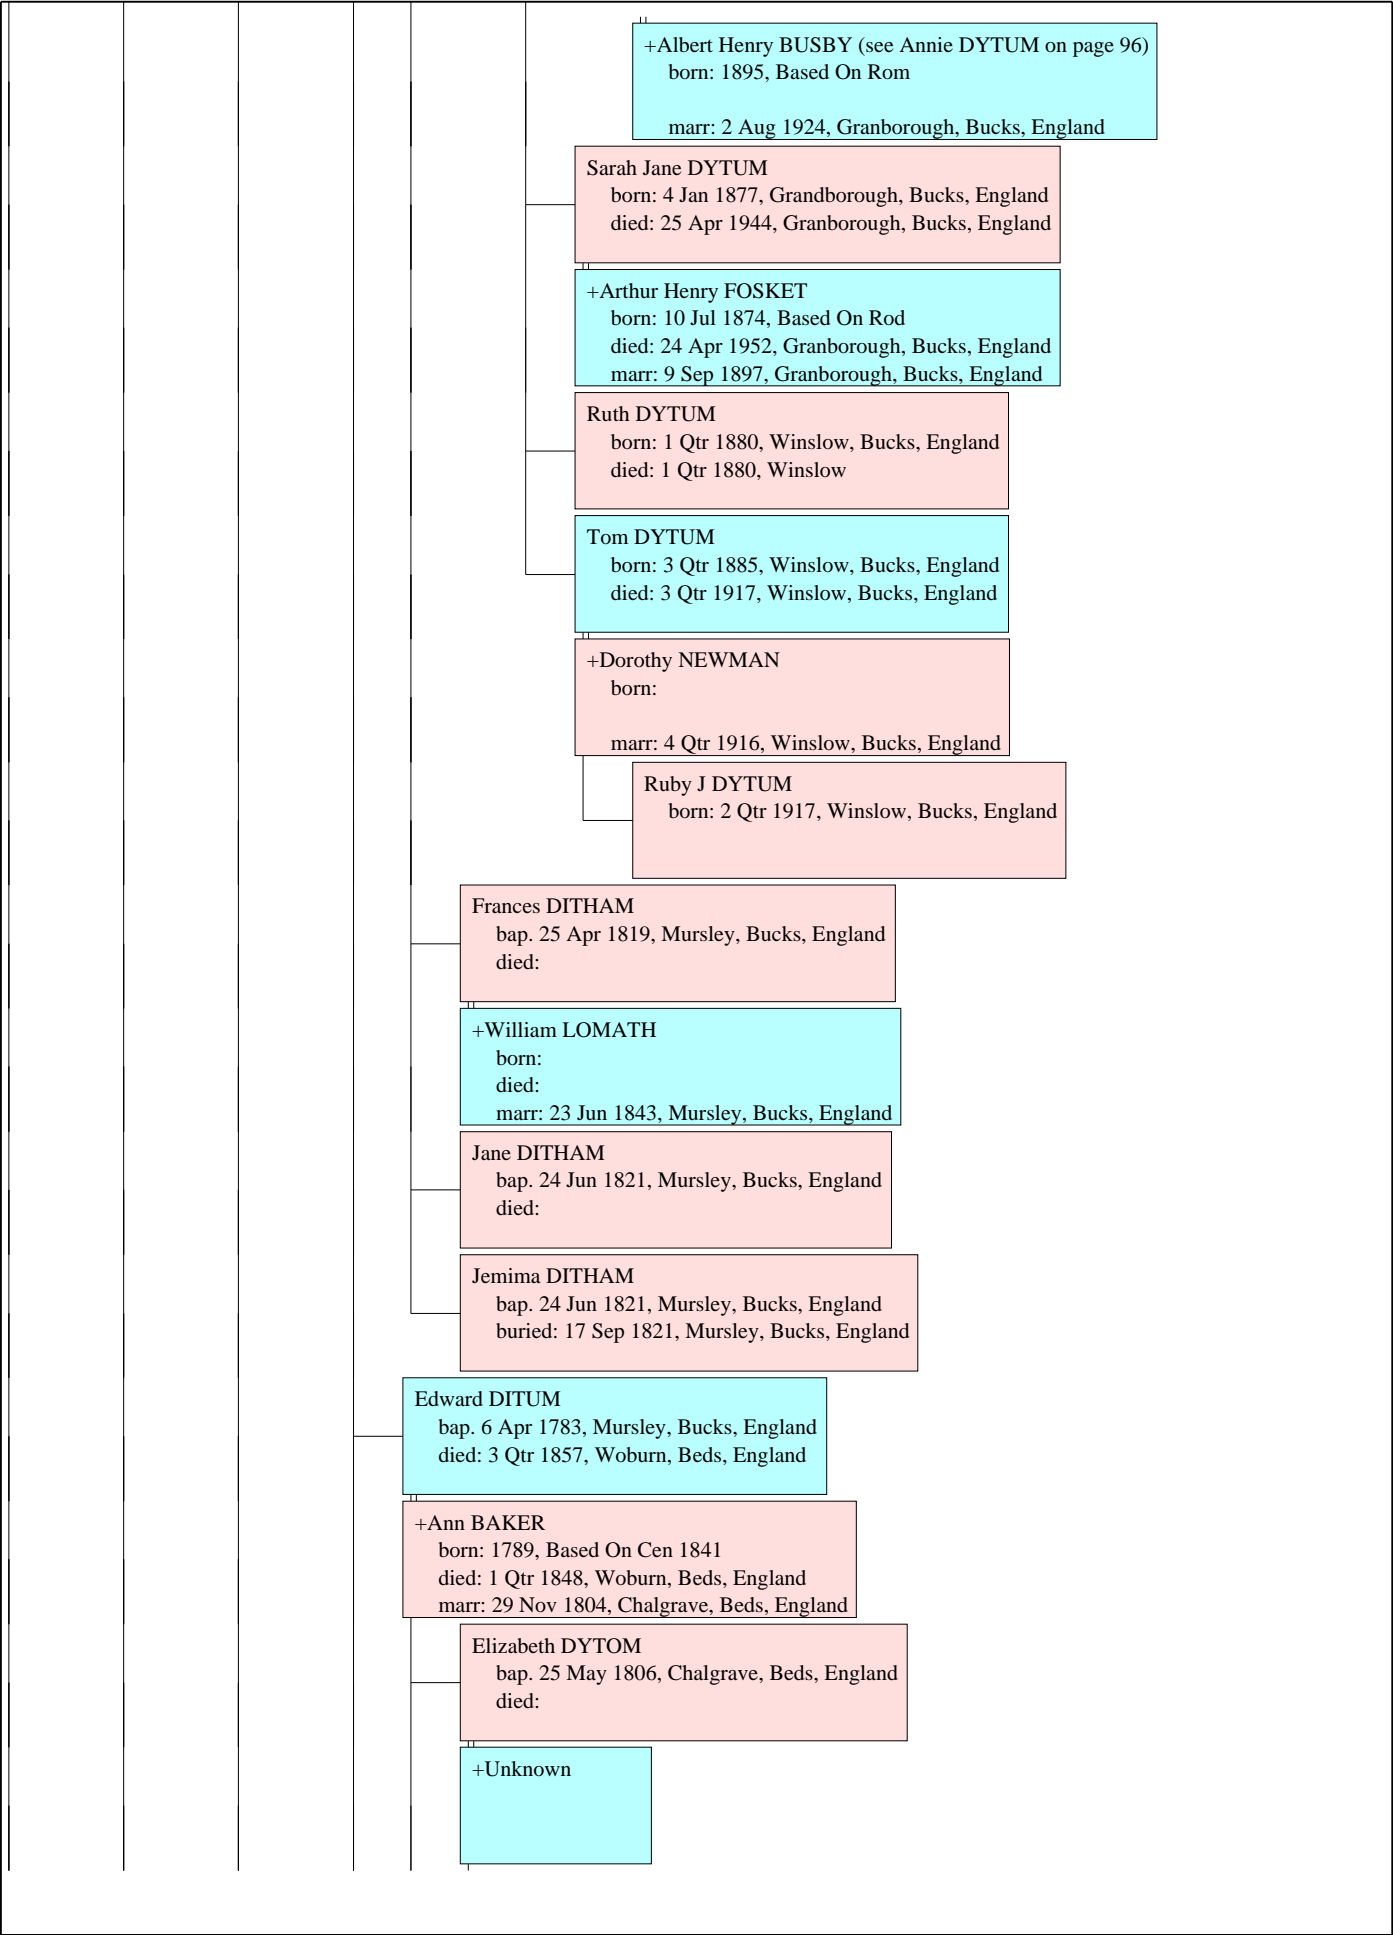 +Albert Henry BUSBY (see Annie DYTUM on page 96)
born: 1895, Based On Rom
marr: 2 Aug 1924, Granborough, Bucks, England
Sarah Jane DYTUM
born: 4 Jan 1877, Grandborough, Bucks, England
died: 25 Apr 1944, Granborough, Bucks, England
+Arthur Henry FOSKET
born: 10 Jul 1874, Based On Rod
died: 24 Apr 1952, Granborough, Bucks, England
marr: 9 Sep 1897, Granborough, Bucks, England
Ruth DYTUM
born: 1 Qtr 1880, Winslow, Bucks, England
died: 1 Qtr 1880, Winslow
Tom DYTUM
born: 3 Qtr 1885, Winslow, Bucks, England
died: 3 Qtr 1917, Winslow, Bucks, England
+Dorothy NEWMAN
born:
marr: 4 Qtr 1916, Winslow, Bucks, England
Ruby J DYTUM
born: 2 Qtr 1917, Winslow, Bucks, England
Frances DITHAM
bap. 25 Apr 1819, Mursley, Bucks, England
died:
+William LOMATH
born:
died:
marr: 23 Jun 1843, Mursley, Bucks, England
Jane DITHAM
bap. 24 Jun 1821, Mursley, Bucks, England
died:
Jemima DITHAM
bap. 24 Jun 1821, Mursley, Bucks, England
buried: 17 Sep 1821, Mursley, Bucks, England
Edward DITUM
bap. 6 Apr 1783, Mursley, Bucks, England
died: 3 Qtr 1857, Woburn, Beds, England
+Ann BAKER
born: 1789, Based On Cen 1841
died: 1 Qtr 1848, Woburn, Beds, England
marr: 29 Nov 1804, Chalgrave, Beds, England
Elizabeth DYTOM
bap. 25 May 1806, Chalgrave, Beds, England
died:
+Unknown